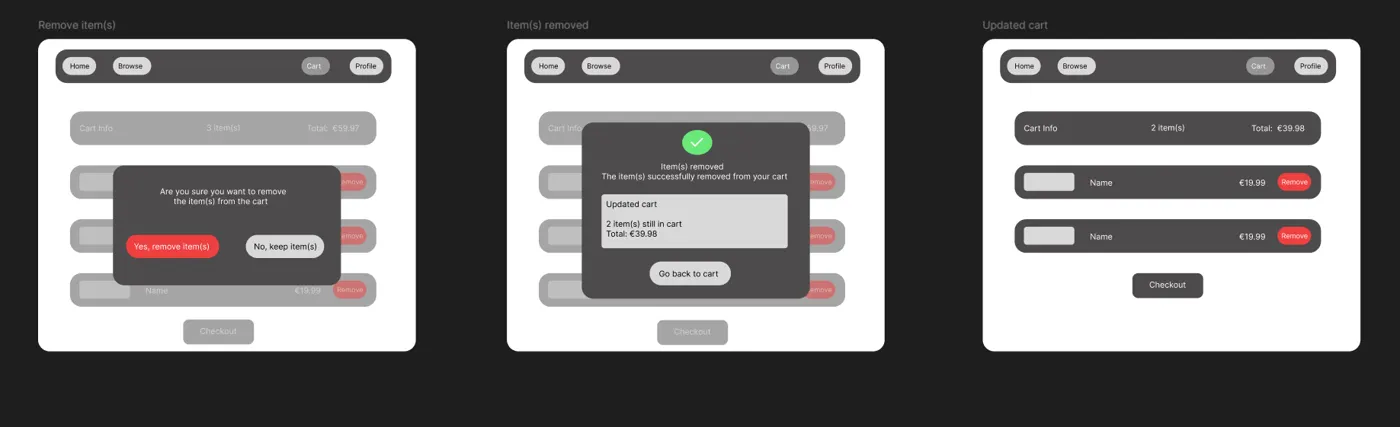 Remove item(s)
Home Browse Cart Profile
Cart Info 3 item(s) Total: €59.97
Remove
Are you sure you want to remove
the item(s) from the cart
Remove
Yes, remove item(s) No, keep item(s)
Name €19.99 Remove
Checkout
Item(s) removed
Home Browse Cart Profile
Cart Info
Item(s) removed
The item(s) successfully removed from your cart
Remove
Updated cart
2 item(s) still in cart
Total: €39.98
Remove
Go back to cart
Remove
Checkout
Updated cart
Home Browse Cart Profile
Cart Info 2 item(s) Total: €39.98
Name €19.99 Remove
Name €19.99 Remove
Checkout